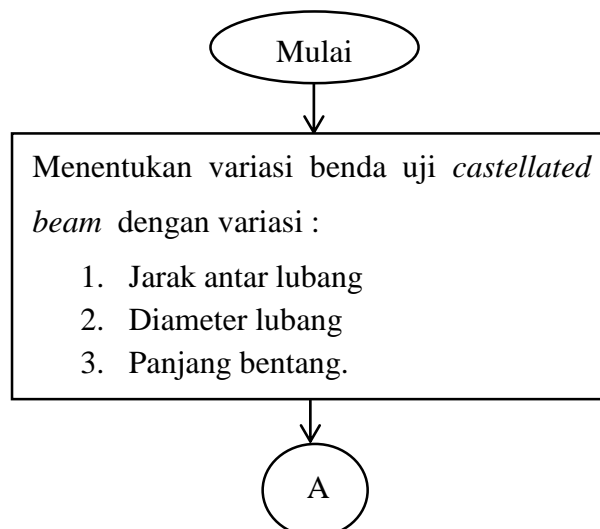 Mulai
Menentukan variasi benda uji castellated
beam dengan variasi :
1. Jarak antar lubang
2. Diameter lubang
3. Panjang bentang.
A